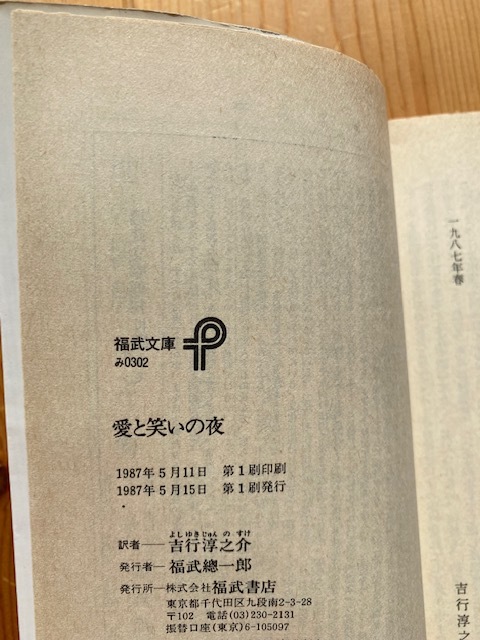 一九八七年春
吉行淳之
福武文庫
み0302
愛と笑いの夜
1987年5月11日 第1刷印刷
1987年5月15日 第1刷発行
よしゆきじゅんのすけ
訳者――吉行淳之介
発行者―福武總一郎
発行所―株式会社福武書店
東京都千代田区九段南2-3-28
〒102 電話(03)230-2131
振替口座(東京)6-105097